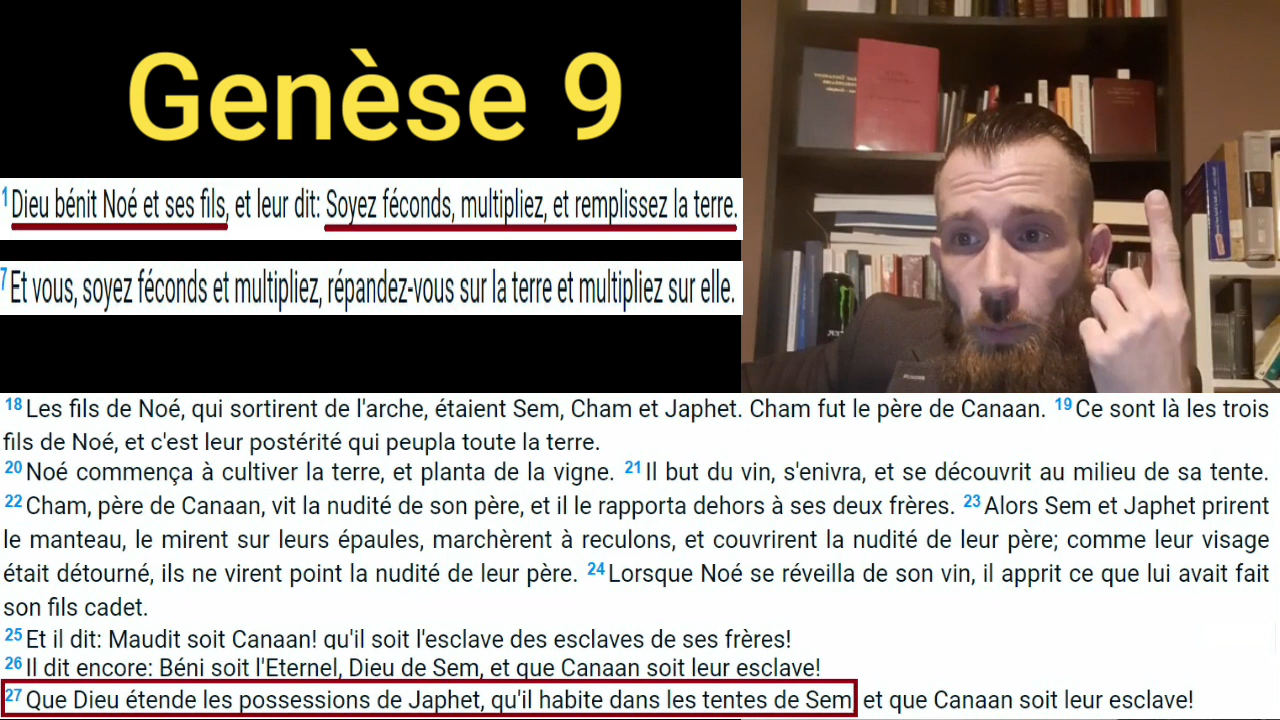 Genèse 9
1 Dieu bénit Noé et ses fils, et leur dit: Soyez féconds, multipliez, et remplissez la terre.
7 Et vous, soyez féconds et multipliez, répandez-vous sur la terre et multipliez sur elle.
18 Les fils de Noé, qui sortirent de l'arche, étaient Sem, Cham et Japhet. Cham fut le père de Canaan. 19 Ce sont là les trois
fils de Noé, et c'est leur postérité qui peupla toute la terre.
20 Noé commença à cultiver la terre, et planta de la vigne. 21 Il but du vin, s'enivra, et se découvrit au milieu de sa tente.
22 Cham, père de Canaan, vit la nudité de son père, et il le rapporta dehors à ses deux frères. 23 Alors Sem et Japhet prirent
le manteau, le mirent sur leurs épaules, marchèrent à reculons, et couvrirent la nudité de leur père; comme leur visage
était détourné, ils ne virent point la nudité de leur père. 24 Lorsque Noé se réveilla de son vin, il apprit ce que lui avait fait
son fils cadet.
25 Et il dit: Maudit soit Canaan! qu'il soit l'esclave des esclaves de ses frères!
26 Il dit encore: Béni soit l'Eternel, Dieu de Sem, et que Canaan soit leur esclave!
27 Que Dieu étende les possessions de Japhet, qu'il habite dans les tentes de Sem, et que Canaan soit leur esclave!